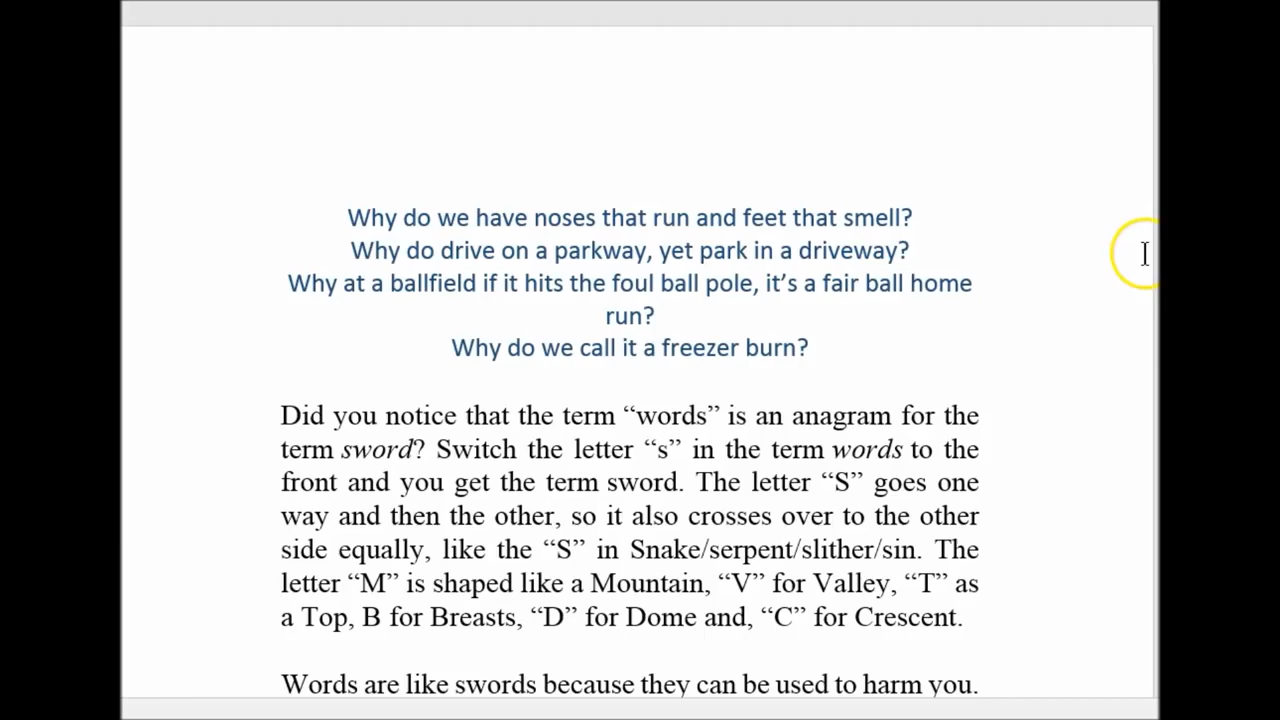 Why do we have noses that run and feet that smell?
Why do drive on a parkway, yet park in a driveway?
Why at a ballfield if it hits the foul ball pole, it’s a fair ball home
run?
Why do we call it a freezer burn?
Did you notice that the term “words” is an anagram for the
term sword? Switch the letter “s” in the term words to the
front and you get the term sword. The letter “S” goes one
way and then the other, so it also crosses over to the other
side equally, like the “S” in Snake/serpent/slither/sin. The
letter “M” is shaped like a Mountain, “V” for Valley, “T” as
a Top, B for Breasts, “D” for Dome and, “C” for Crescent.
Words are like swords because they can be used to harm you.